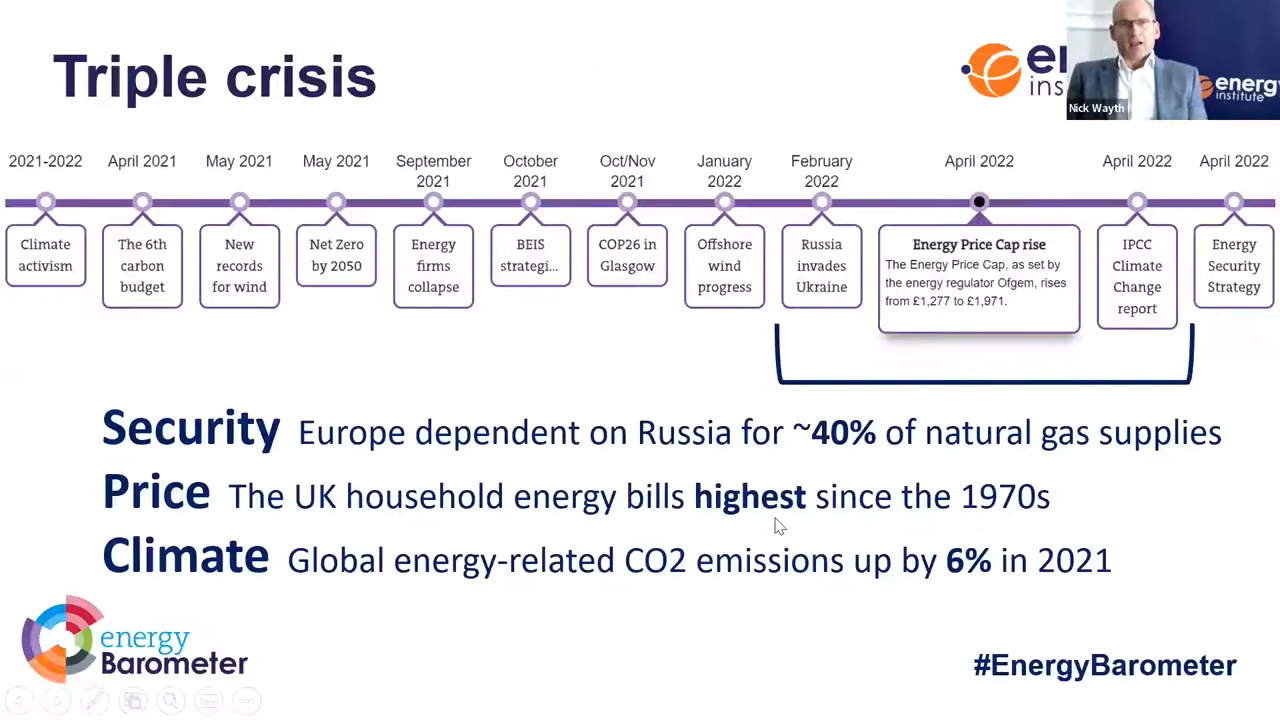 Triple crisis
energy
institute
Nick Wayth
2021-2022
April 2021
May 2021
May 2021
September
2021
October
2021
Oct/Nov
2021
January
2022
February
2022
April 2022
April 2022
April 2022
Climate
activism
The 6th
carbon
budget
New
records
for wind
Net Zero
by 2050
Energy
firms
collapse
BEIS
strategi...
COP26 in
Glasgow
Offshore
wind
progress
Russia
invades
Ukraine
Energy Price Cap rise
The Energy Price Cap, as set by
the energy regulator Ofgem, rises
from £1,277 to £1,971.
IPCC
Climate
Change
report
Energy
Security
Strategy
Security Europe dependent on Russia for ~40% of natural gas supplies
Price The UK household energy bills highest since the 1970s
Climate Global energy-related CO2 emissions up by 6% in 2021
energy
Barometer
#EnergyBarometer